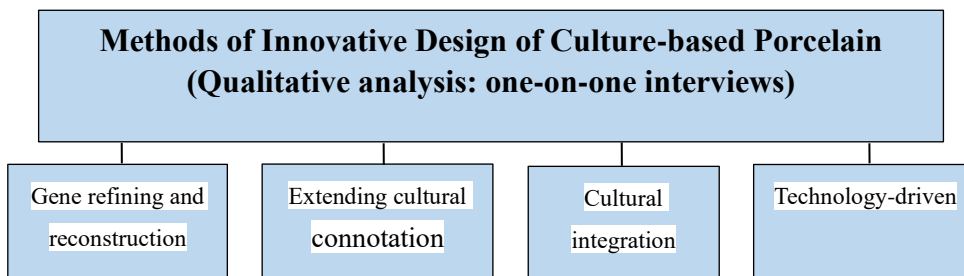 Methods of Innovative Design of Culture-based Porcelain
(Qualitative analysis: one-on-one interviews)
Gene refining and
reconstruction
Extending cultural
connotation
Cultural
integration
Technology-driven